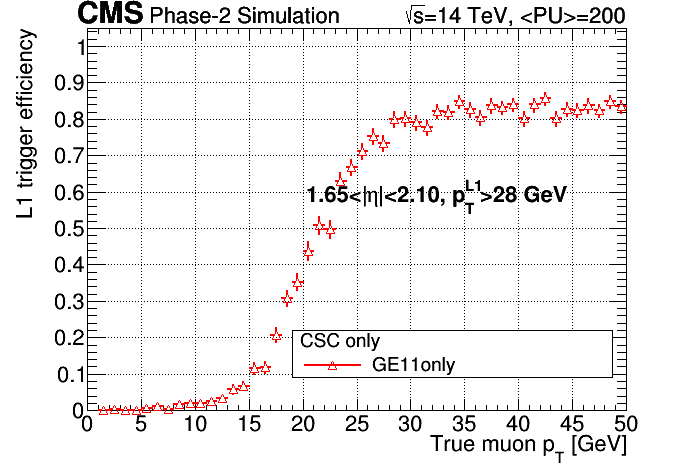 CMS Phase-2 Simulation √s=14 TeV, <PU>=200
L1 trigger efficiency
1
0.9
0.8
0.7
0.6
0.5
0.4
0.3
0.2
0.1
0
1.65<|η|<2.10, p_T^L1>28 GeV
CSC only
GE11only
0 5 10 15 20 25 30 35 40 45 50
True muon p_T [GeV]